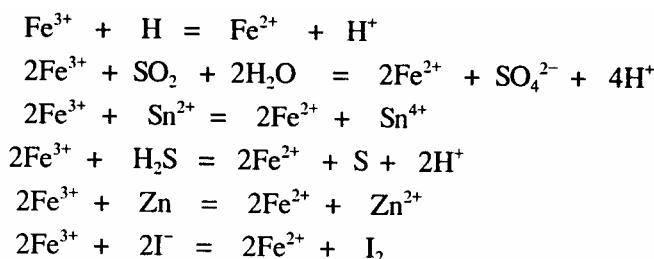 Fe³⁺ + H = Fe²⁺ + H⁺
2Fe³⁺ + SO₂ + 2H₂O = 2Fe²⁺ + SO₄²⁻ + 4H⁺
2Fe³⁺ + Sn²⁺ = 2Fe²⁺ + Sn⁴⁺
2Fe³⁺ + H₂S = 2Fe²⁺ + S + 2H⁺
2Fe³⁺ + Zn = 2Fe²⁺ + Zn²⁺
2Fe³⁺ + 2I⁻ = 2Fe²⁺ + I₂